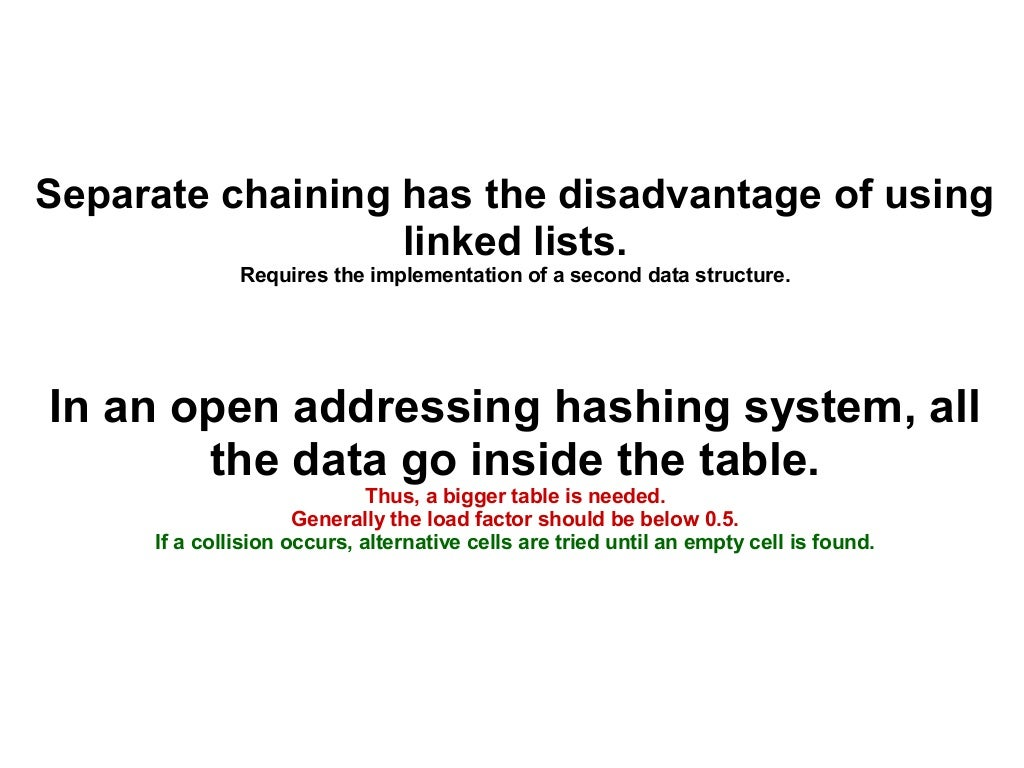 Separate chaining has the disadvantage of using
linked lists.
Requires the implementation of a second data structure.
In an open addressing hashing system, all
the data go inside the table.
Thus, a bigger table is needed.
Generally the load factor should be below 0.5.
If a collision occurs, alternative cells are tried until an empty cell is found.